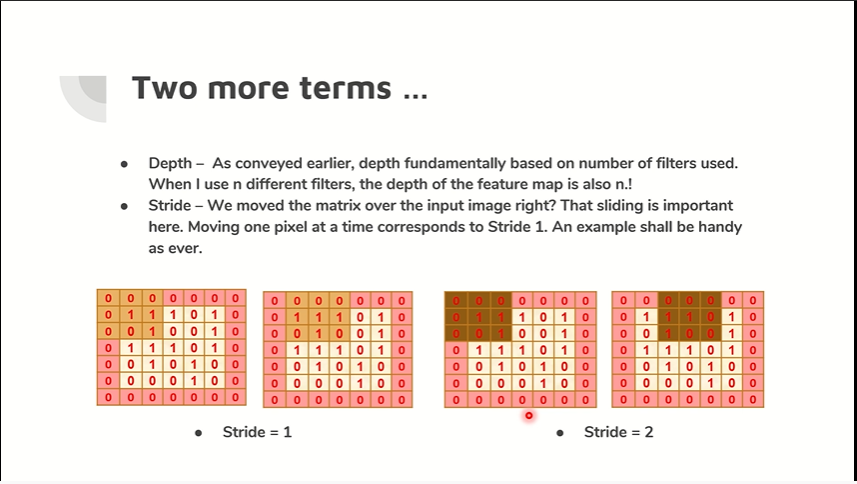 Two more terms ...
● Depth – As conveyed earlier, depth fundamentally based on number of filters used.
When I use n different filters, the depth of the feature map is also n.!
● Stride – We moved the matrix over the input image right? That sliding is important
here. Moving one pixel at a time corresponds to Stride 1. An example shall be handy
as ever.
0 0 0 0 0 0 0
0 1 1 1 0 1 0
0 0 1 0 0 1 0
0 1 1 1 0 1 0
0 0 1 0 1 0 0
0 0 0 0 1 0 0
0 0 0 0 0 0 0
0 0 0 0 0 0 0
0 1 1 1 0 1 0
0 0 1 0 0 1 0
0 1 1 1 0 1 0
0 0 1 0 1 0 0
0 0 0 0 1 0 0
0 0 0 0 0 0 0
● Stride = 1
0 0 0 0 0 0 0
0 1 1 1 0 1 0
0 0 1 0 0 1 0
0 1 1 1 0 1 0
0 0 1 0 1 0 0
0 0 0 0 1 0 0
0 0 0 0 0 0 0
0 0 0 0 0 0 0
0 1 1 1 0 1 0
0 0 1 0 0 1 0
0 1 1 1 0 1 0
0 0 1 0 1 0 0
0 0 0 0 1 0 0
0 0 0 0 0 0 0
● Stride = 2